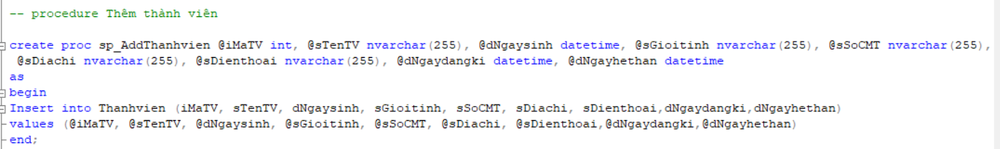 -- procedure Thêm thành viên
create proc sp_AddThanhvien @iMaTV int, @sTenTV nvarchar(255), @dNgaysinh datetime, @sGioitinh nvarchar(255), @sSoCMT nvarchar(255),
@sDiachi nvarchar(255), @sDienthoai nvarchar(255), @dNgaydangki datetime, @dNgayhethan datetime
as
begin
Insert into Thanhvien (iMaTV, sTenTV, dNgaysinh, sGioitinh, sSoCMT, sDiachi, sDienthoai,dNgaydangki,dNgayhethan)
values (@iMaTV, @sTenTV, @dNgaysinh, @sGioitinh, @sSoCMT, @sDiachi, @sDienthoai,@dNgaydangki,@dNgayhethan)
end;